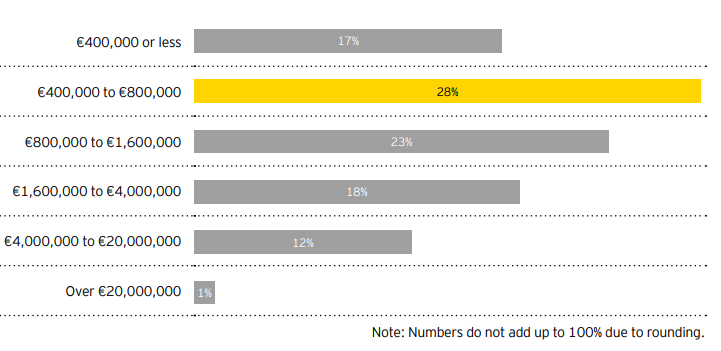 €400,000 or less 17%
€400,000 to €800,000 28%
€800,000 to €1,600,000 23%
€1,600,000 to €4,000,000 18%
€4,000,000 to €20,000,000 12%
Over €20,000,000 1%
Note: Numbers do not add up to 100% due to rounding.